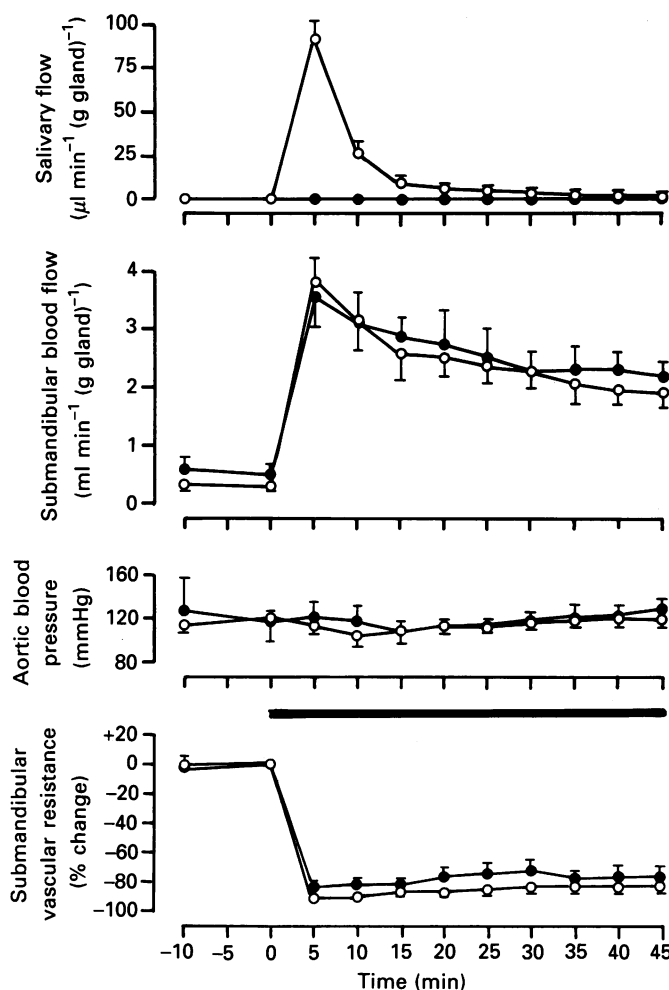 100
75
50
25
0
Salivary flow
(μl min⁻¹ (g gland)⁻¹)
4
3
2
1
0
Submandibular blood flow
(ml min⁻¹ (g gland)⁻¹)
160
120
80
Aortic blood
pressure
(mmHg)
+20
0
−20
−40
−60
−80
−100
Submandibular
vascular resistance
(% change)
−10 −5 0 5 10 15 20 25 30 35 40 45
Time (min)